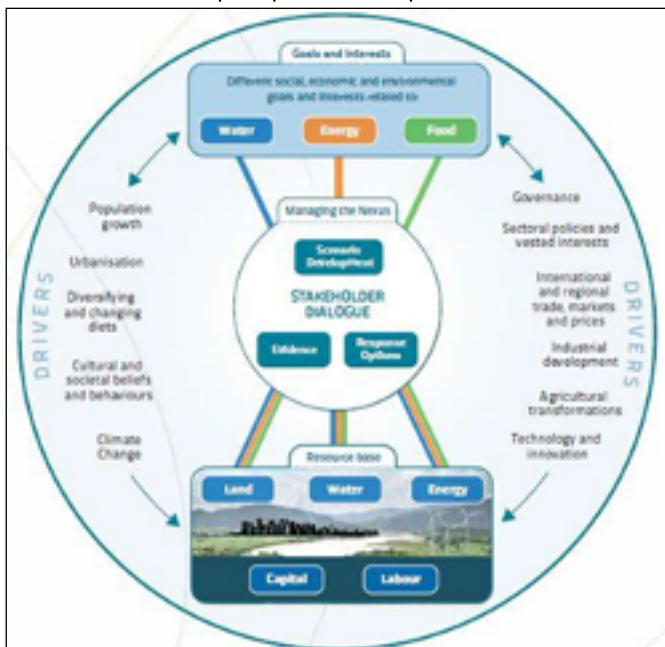 Goals and Interests
Different social, economic and environmental
goals and interests related to:
Water
Energy
Food
Managing the Nexus
Scenario
Development
STAKEHOLDER
DIALOGUE
Evidence
Response
Options
DRIVERS
Population
growth
Urbanisation
Diversifying
and changing
diets
Cultural and
societal beliefs
and behaviours
Climate
Change
Governance
Sectoral policies and
vested interests
International
and regional
trade, markets
and prices
Industrial
development
Agricultural
transformations
Technology and
innovation
DRIVERS
Resource base
Land
Water
Energy
Capital
Labour